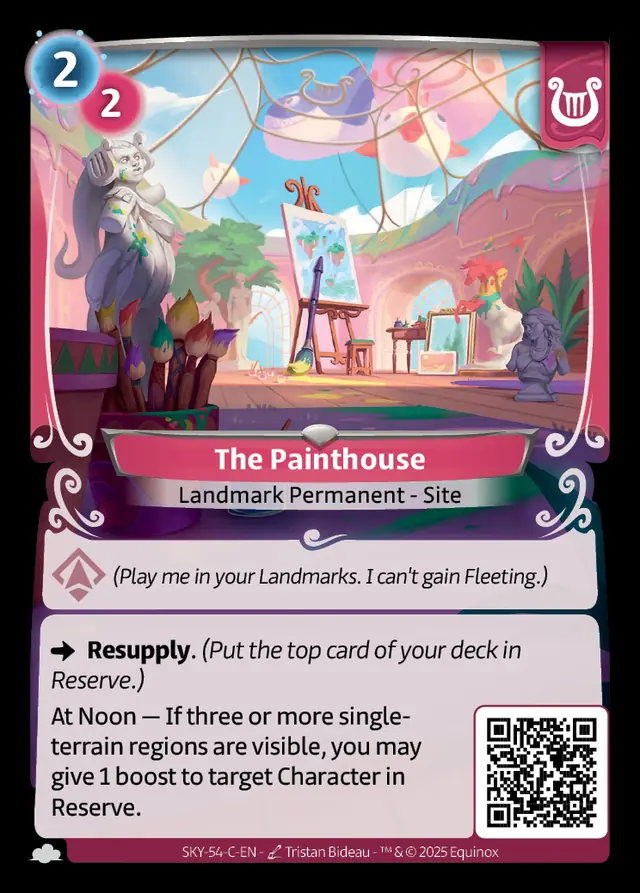 2
2
The Painthouse
Landmark Permanent - Site
(Play me in your Landmarks. I can't gain Fleeting.)
Resupply. (Put the top card of your deck in
Reserve.)
At Noon — If three or more single-
terrain regions are visible, you may
give 1 boost to target Character in
Reserve.
SKY-54-C-EN - Tristan Bideau - ™ & © 2025 Equinox